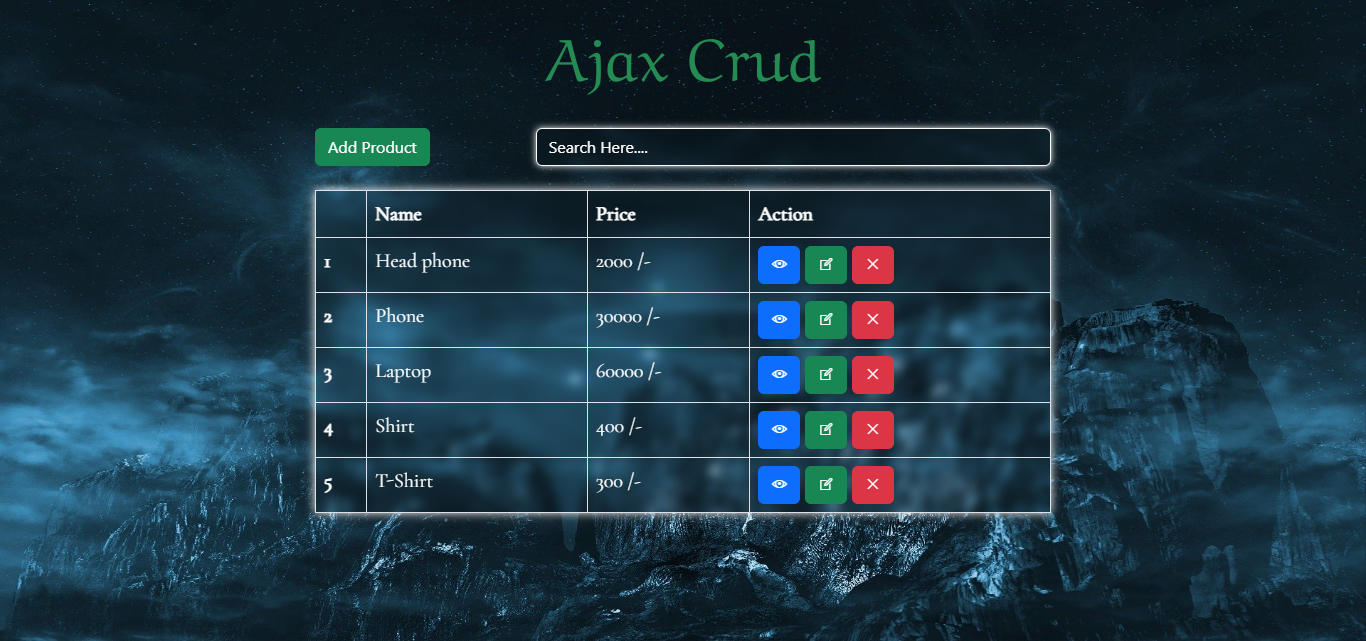 Ajax Crud
Add Product Search Here....
Name Price Action
1 Head phone 2000 /-
2 Phone 30000 /-
3 Laptop 60000 /-
4 Shirt 400 /-
5 T-Shirt 300 /-